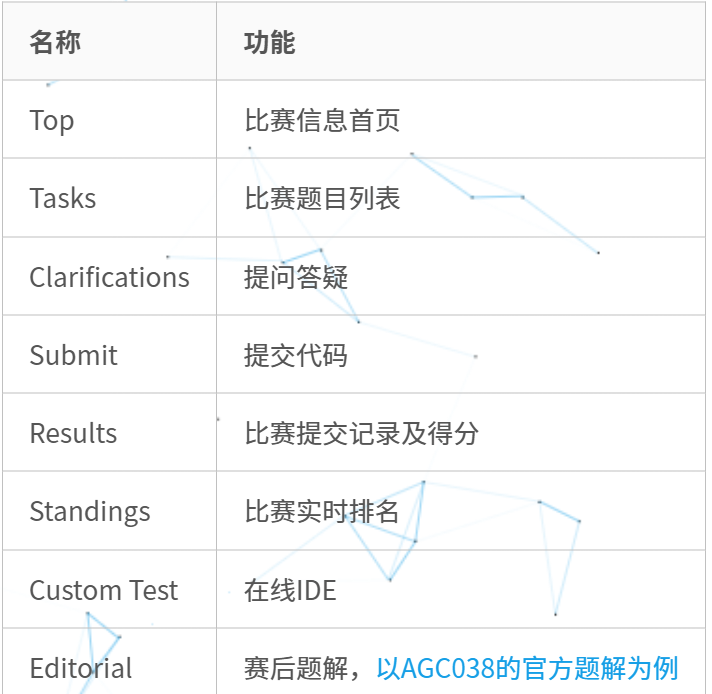 名称 功能
Top 比赛信息首页
Tasks 比赛题目列表
Clarifications 提问答疑
Submit 提交代码
Results 比赛提交记录及得分
Standings 比赛实时排名
Custom Test 在线IDE
Editorial 赛后题解，以AGC038的官方题解为例